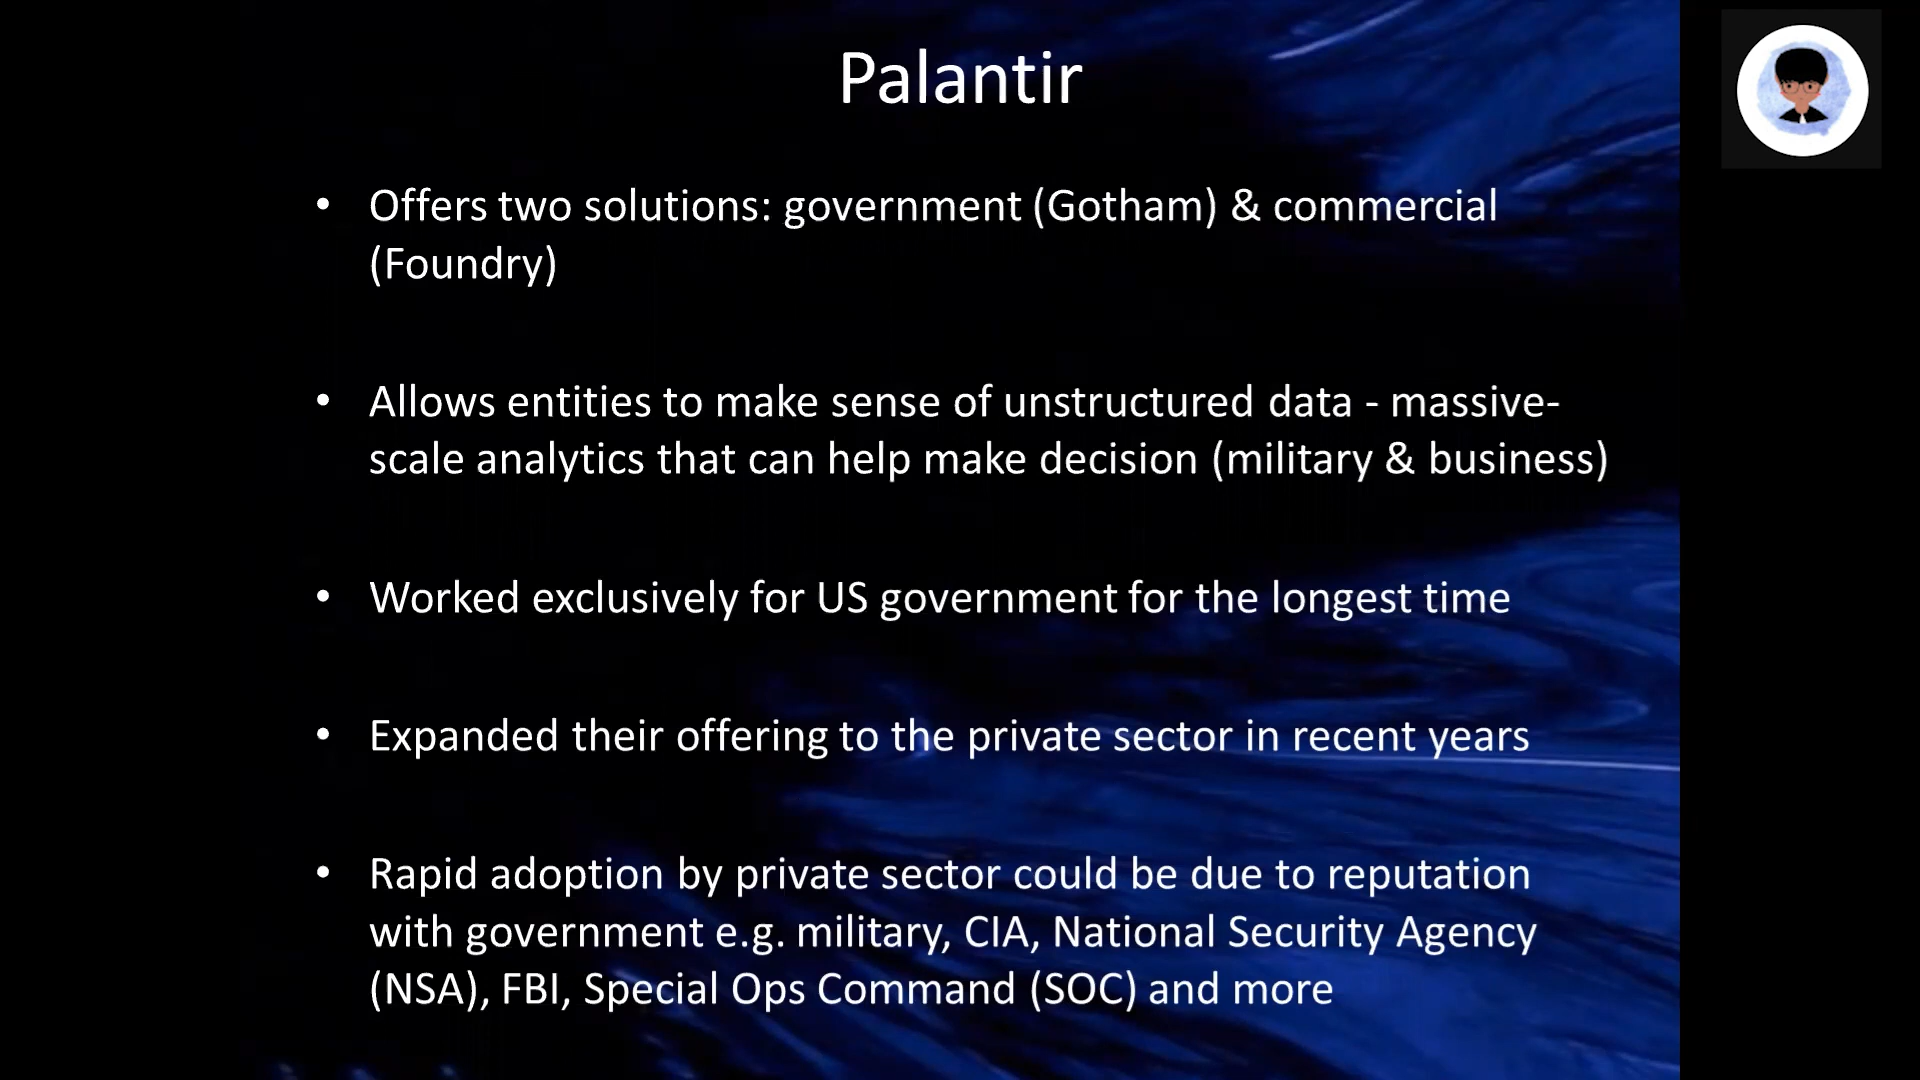 Palantir
• Offers two solutions: government (Gotham) & commercial
(Foundry)
• Allows entities to make sense of unstructured data - massive-
scale analytics that can help make decision (military & business)
• Worked exclusively for US government for the longest time
• Expanded their offering to the private sector in recent years
• Rapid adoption by private sector could be due to reputation
with government e.g. military, CIA, National Security Agency
(NSA), FBI, Special Ops Command (SOC) and more